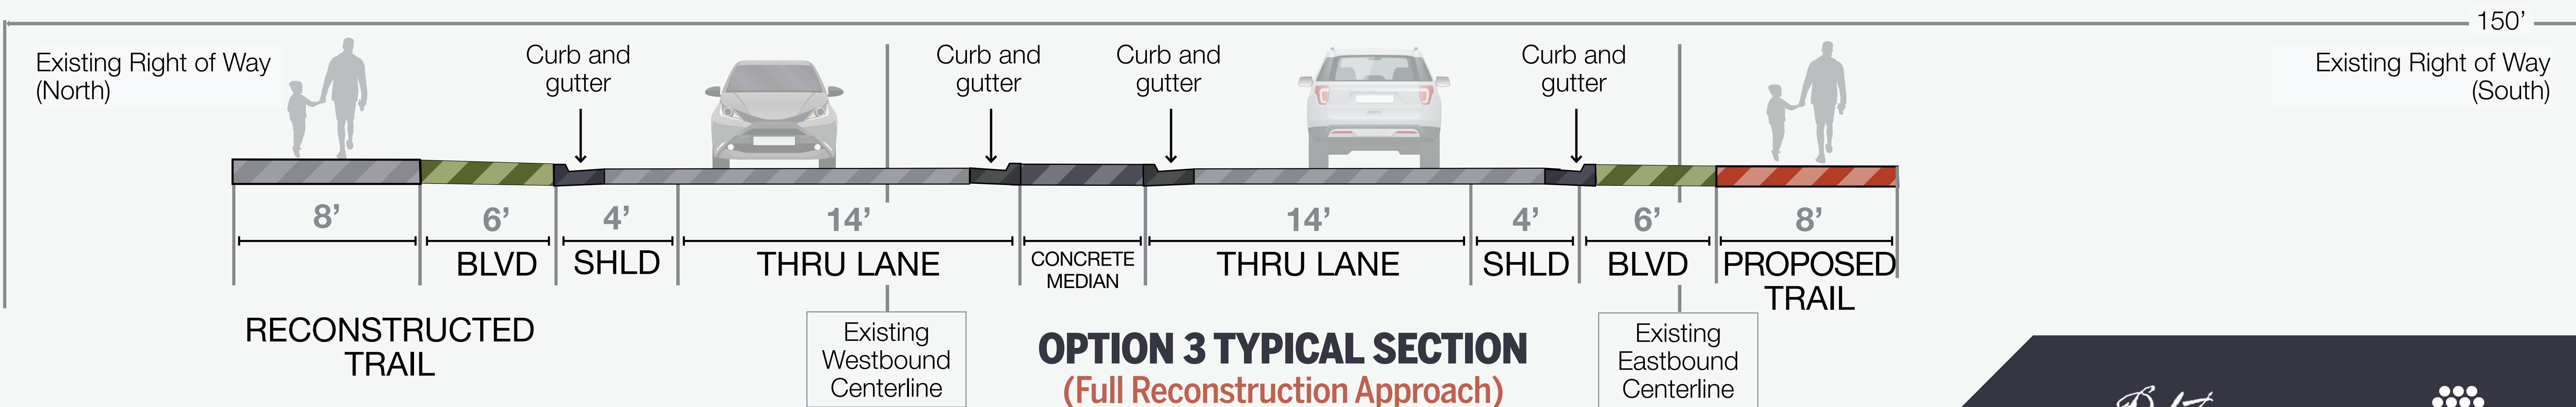 150’
Existing Right of Way
(North)
Curb and
gutter
Curb and
gutter
Curb and
gutter
Curb and
gutter
Existing Right of Way
(South)
8’
6’
4’
14’
14’
4’
6’
8’
BLVD
SHLD
THRU LANE
CONCRETE
MEDIAN
THRU LANE
SHLD
BLVD
PROPOSED
TRAIL
RECONSTRUCTED
TRAIL
Existing
Westbound
Centerline
OPTION 3 TYPICAL SECTION
(Full Reconstruction Approach)
Existing
Eastbound
Centerline